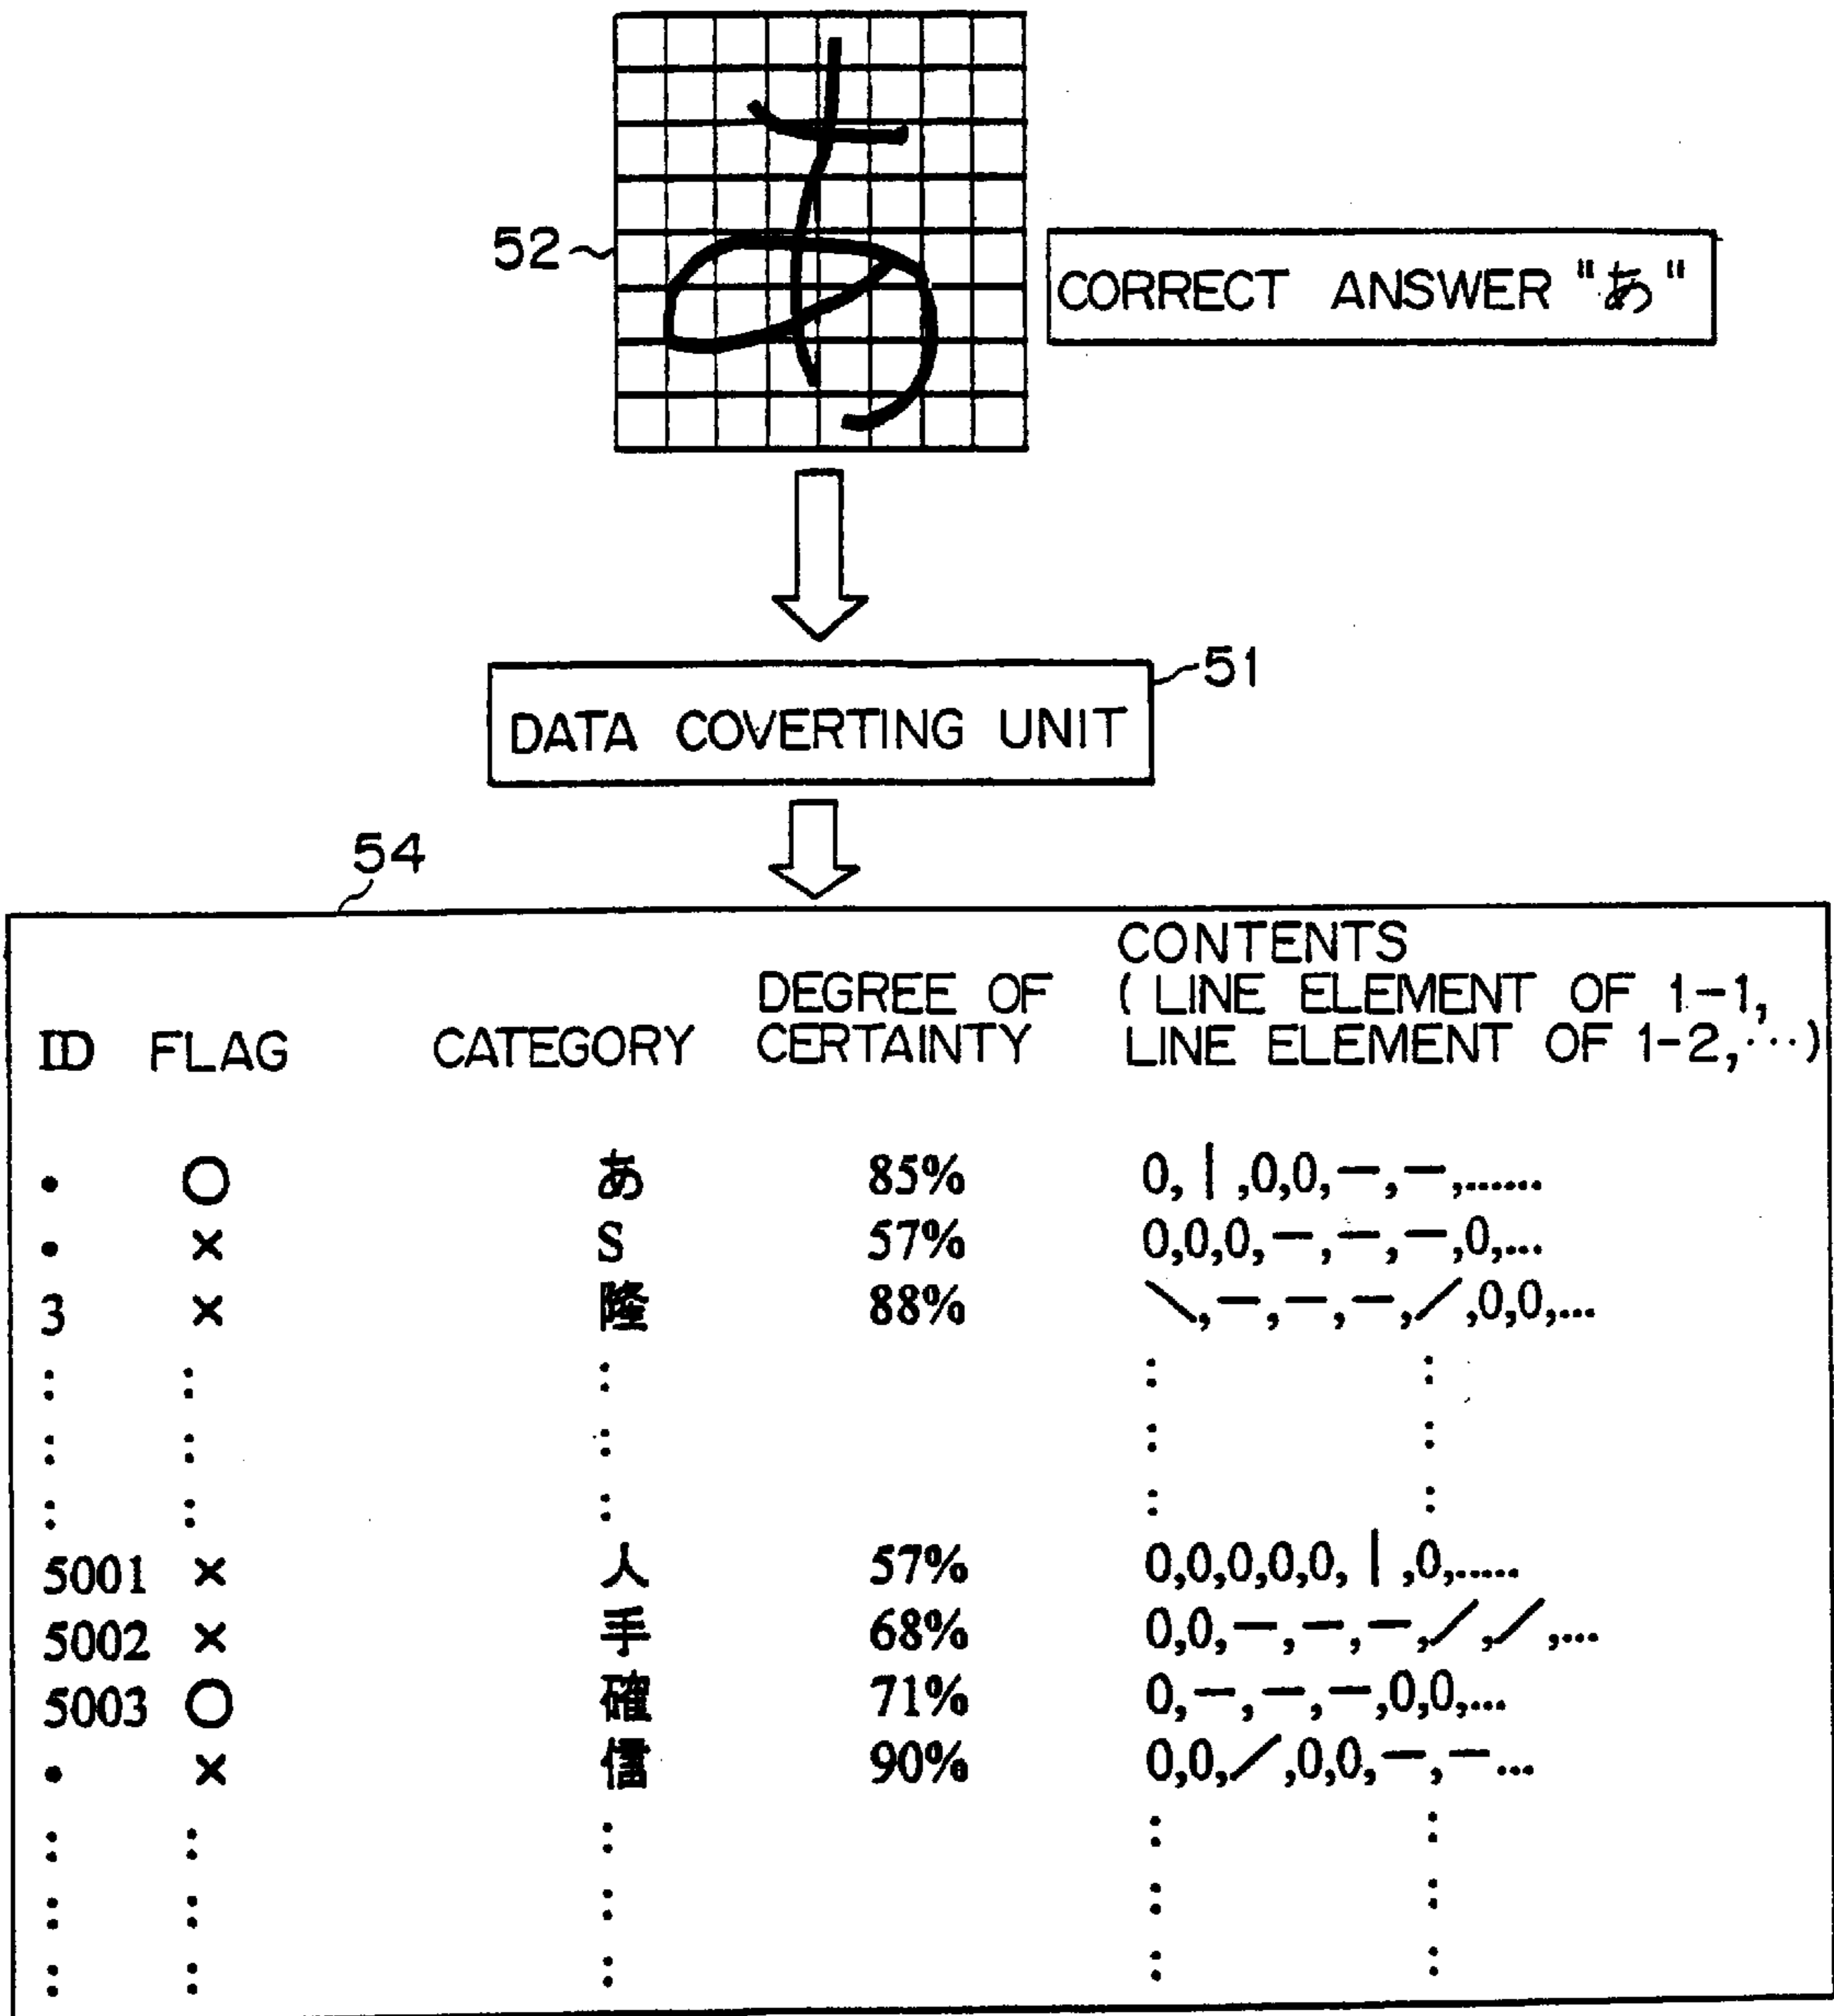 52
CORRECT ANSWER "あ"
51
DATA COVERTING UNIT
54
ID FLAG CATEGORY DEGREE OF CERTAINTY CONTENTS
( LINE ELEMENT OF 1-1,
LINE ELEMENT OF 1-2, ···)
• ○ あ 85% 0,|,0,0,—,—,......
• × S 57% 0,0,0,—,—,—,0,...
3 × 隆 88% \,—,—,—,/,0,0,...
5001 × 人 57% 0,0,0,0,0,|,0,.....
5002 × 手 68% 0,0,—,—,—,/,/,...
5003 ○ 確 71% 0,—,—,—,0,0,...
• × 信 90% 0,0,/,0,0,—,—...